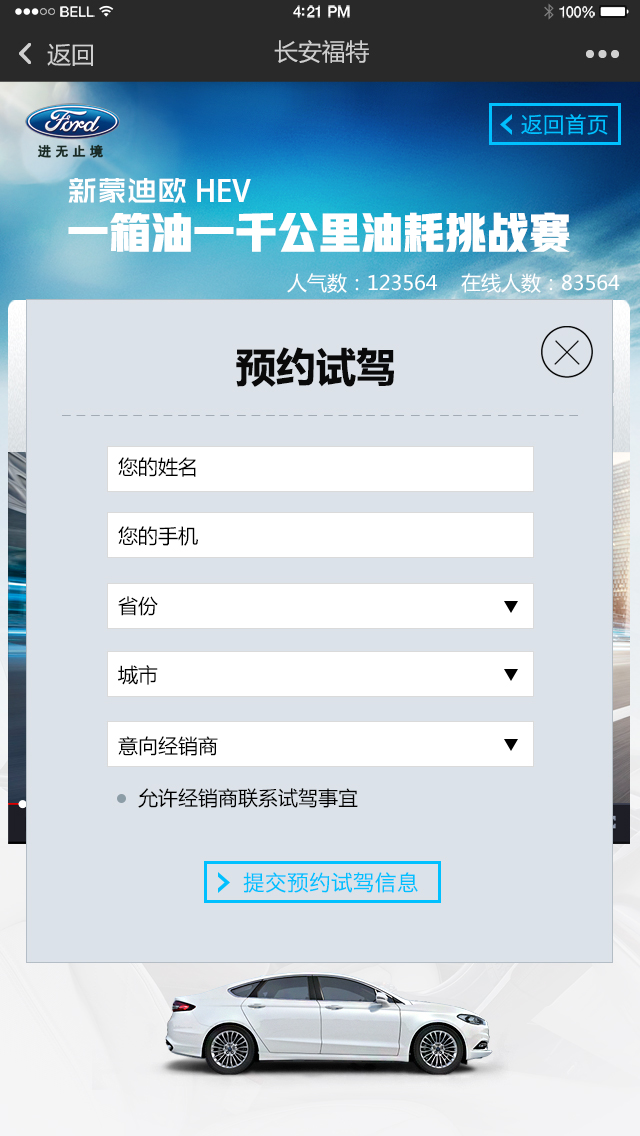 BELL 4:21 PM 100%
返回 长安福特
Ford
进无止境
返回首页
新蒙迪欧 HEV
一箱油一千公里油耗挑战赛
人气数：123564 在线人数：83564
预约试驾
您的姓名
您的手机
省份
城市
意向经销商
允许经销商联系试驾事宜
提交预约试驾信息